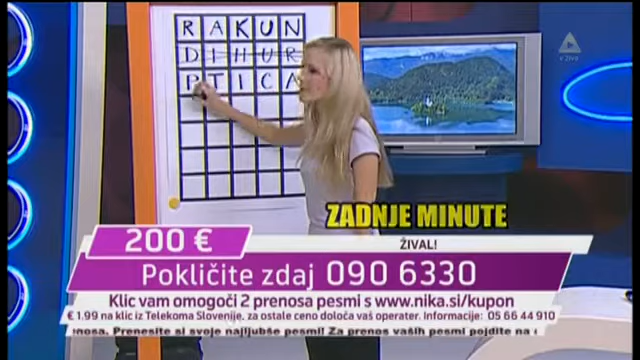 RAKUN
DIHUR
PTICA
v živo
ZADNJE MINUTE
200 €
ŽIVAL!
Pokličite zdaj 090 6330
Klic vam omogoči 2 prenosa pesmi s www.nika.si/kupon
€ 1.99 na klic iz Telekoma Slovenije, za ostale ceno določa vaš operater. Informacije: 05 66 44 910
nosa. Prenesite si svoje najljubše pesmi! Za prenos vaših pesmi pojdite na